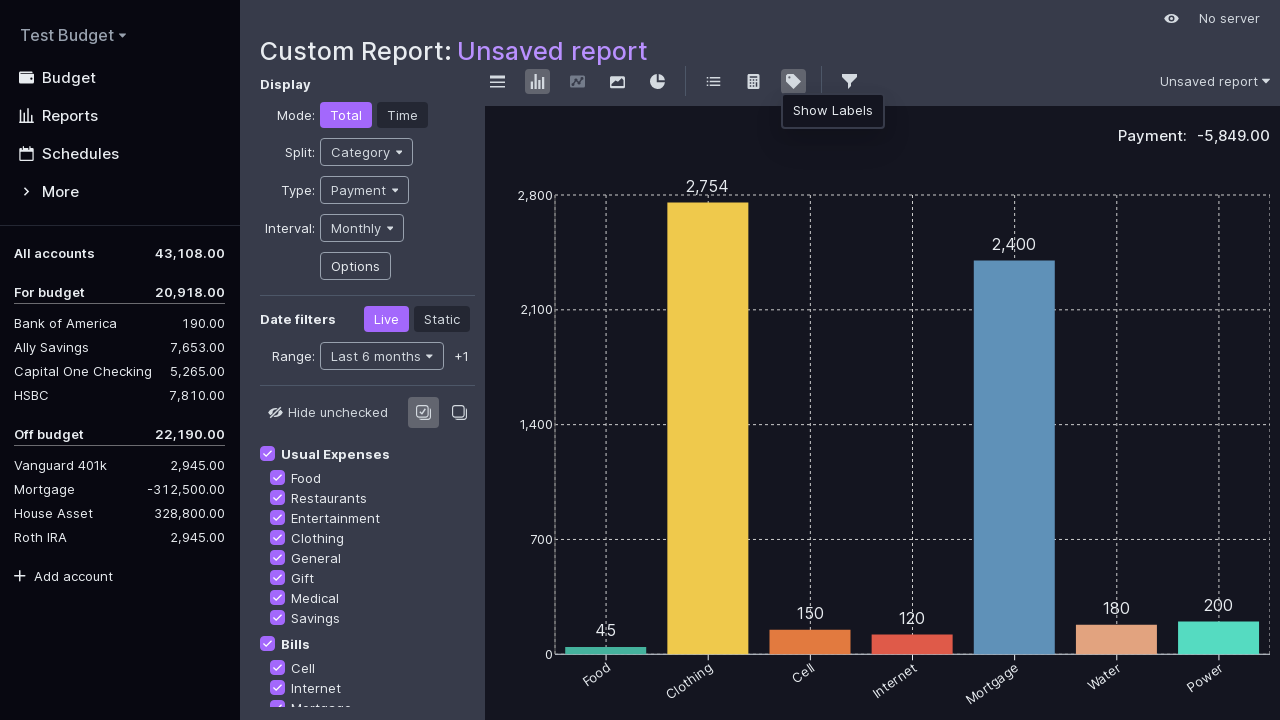 Test Budget
Budget
Reports
Schedules
More
All accounts 43,108.00
For budget 20,918.00
Bank of America 190.00
Ally Savings 7,653.00
Capital One Checking 5,265.00
HSBC 7,810.00
Off budget 22,190.00
Vanguard 401k 2,945.00
Mortgage -312,500.00
House Asset 328,800.00
Roth IRA 2,945.00
Add account
No server
Custom Report: Unsaved report
Display
Mode: Total Time
Split: Category
Type: Payment
Interval: Monthly
Options
Date filters Live Static
Range: Last 6 months +1
Hide unchecked
Usual Expenses
Food
Restaurants
Entertainment
Clothing
General
Gift
Medical
Savings
Bills
Cell
Internet
Mortgage
Unsaved report
Show Labels
Payment: -5,849.00
2,800
2,100
1,400
700
0
45
2,754
150
120
2,400
180
200
Food
Clothing
Cell
Internet
Mortgage
Water
Power